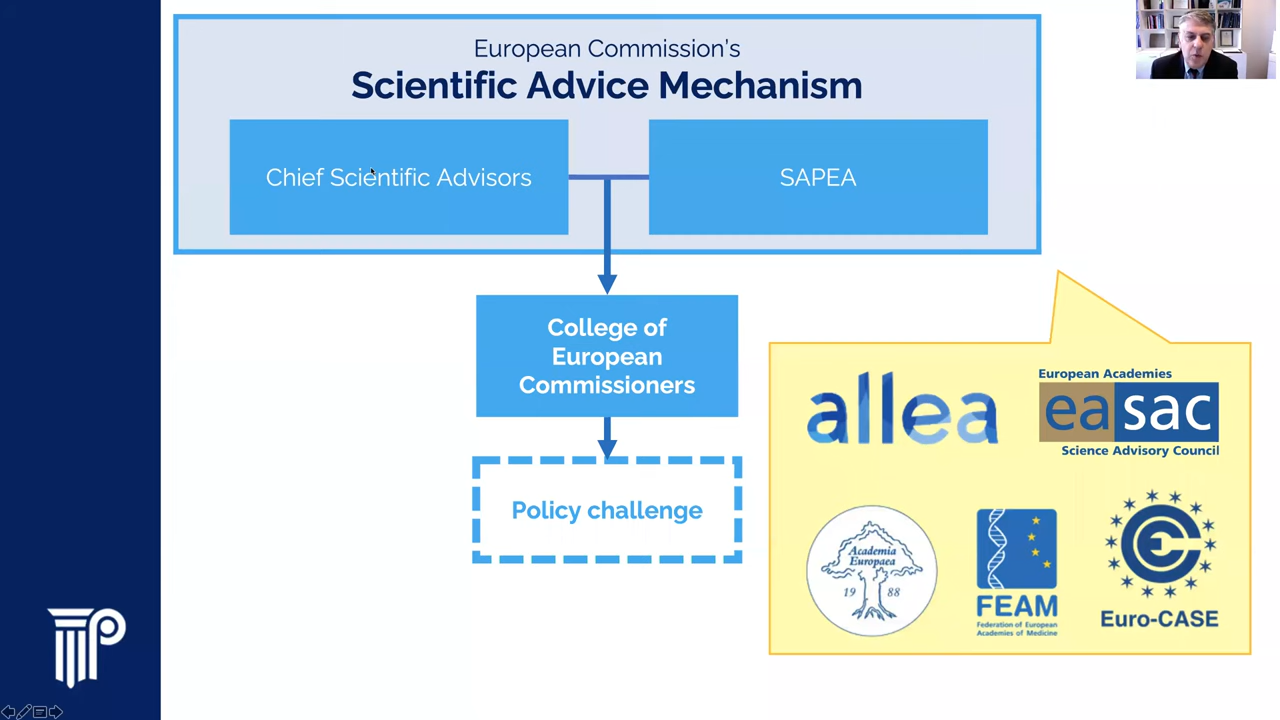 European Commission's
Scientific Advice Mechanism
Chief Scientific Advisors
SAPEA
College of
European
Commissioners
Policy challenge
allea
European Academies
easac
Science Advisory Council
Academia
Europaea
19 88
FEAM
Federation of European
Academies of Medicine
Euro-CASE